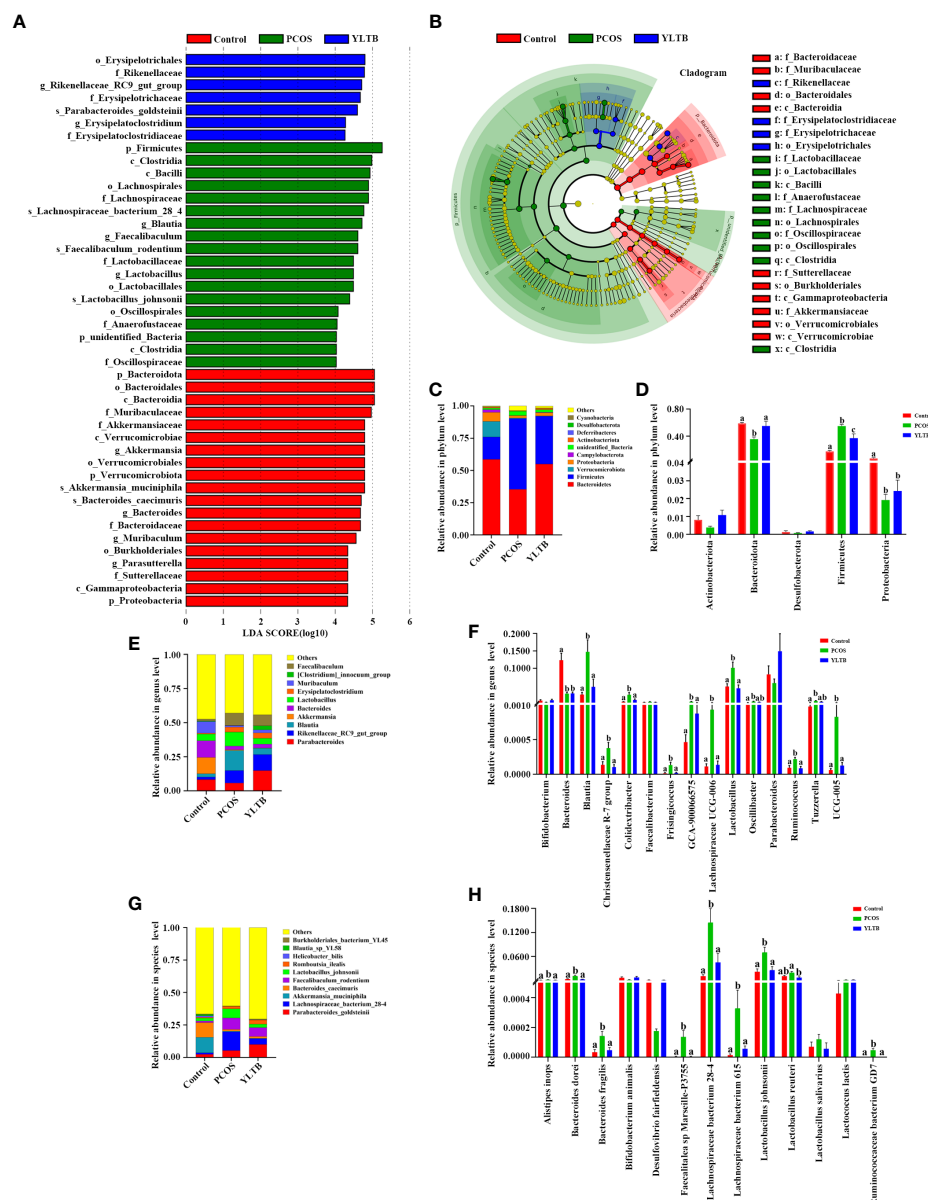 A
Control PCOS YLTB
o_Erysipelotrichales
f_Rikenellaceae
g_Rikenellaceae_RC9_gut_group
f_Erysipelotrichaceae
s_Parabacteroides_goldsteinii
g_Erysipelatoclostridium
f_Erysipelatoclostridiaceae
p_Firmicutes
c_Clostridia
c_Bacilli
o_Lachnospirales
f_Lachnospiraceae
s_Lachnospiraceae_bacterium_28_4
g_Blautia
g_Faecalibaculum
s_Faecalibaculum_rodentium
f_Lactobacillaceae
g_Lactobacillus
o_Lactobacillales
s_Lactobacillus_johnsonii
o_Oscillospirales
f_Anaerofustaceae
p_unidentified_Bacteria
c_Clostridia
f_Oscillospiraceae
p_Bacteroidota
o_Bacteroidales
c_Bacteroidia
f_Muribaculaceae
f_Akkermansiaceae
c_Verrucomicrobiae
g_Akkermansia
o_Verrucomicrobiales
p_Verrucomicrobiota
s_Akkermansia_muciniphila
s_Bacteroides_caecimuris
g_Bacteroides
f_Bacteroidaceae
g_Muribaculum
o_Burkholderiales
g_Parasutterella
f_Sutterellaceae
c_Gammaproteobacteria
p_Proteobacteria
0 1 2 3 4 5 6
LDA SCORE(log10)
B
Control PCOS YLTB
Cladogram
p_Bacteroidota
p_Firmicutes
a: f_Bacteroidaceae
b: f_Muribaculaceae
c: f_Rikenellaceae
d: o_Bacteroidales
e: c_Bacteroidia
f: f_Erysipelatoclostridiaceae
g: f_Erysipelotrichaceae
h: o_Erysipelotrichales
i: f_Lactobacillaceae
j: o_Lactobacillales
k: c_Bacilli
l: f_Anaerofustaceae
m: f_Lachnospiraceae
n: o_Lachnospirales
o: f_Oscillospiraceae
p: o_Oscillospirales
q: c_Clostridia
r: f_Sutterellaceae
s: o_Burkholderiales
t: c_Gammaproteobacteria
u: f_Akkermansiaceae
v: o_Verrucomicrobiales
w: c_Verrucomicrobiae
x: c_Clostridia
C
Relative abundance in phylum level
1.00
0.75
0.50
0.25
0.00
Control PCOS YLTB
Others
Cyanobacteria
Desulfobacterota
Deferribacteres
Actinobacteriota
unidentified_Bacteria
Campylobacterota
Proteobacteria
Verrucomicrobiota
Firmicutes
Bacteroidetes
D
Relative abundance in phylum level
0.80
0.40
0.04
0.03
0.02
0.01
0.00
a b a a b c a b b
Control
PCOS
YLTB
Actinobacteriota
Bacteroidota
Desulfobacterota
Firmicutes
Proteobacteria
E
Relative abundance in genus level
1.00
0.75
0.50
0.25
0.00
Control PCOS YLTB
Others
Faecalibaculum
[Clostridium]_innocuum_group
Muribaculum
Erysipelatoclostridium
Lactobacillus
Bacteroides
Akkermansia
Blautia
Rikenellaceae_RC9_gut_group
Parabacteroides
F
Relative abundance in genus level
0.2000
0.1000
0.0010
0.0005
0.0000
Control
PCOS
YLTB
Bifidobacterium
Bacteroides
Blautia
Christensenellaceae R-7 group
Colidextribacter
Faecalibacterium
Frisingicoccus
GCA-900066575
Lachnospiraceae UCG-006
Lactobacillus
Oscillibacter
Parabacteroides
Ruminococcus
Tuzzerella
UCG-005
G
Relative abundance in species level
1.00
0.75
0.50
0.25
0.00
Control PCOS YLTB
Others
Burkholderiales_bacterium_YL45
Blautia_sp_YL58
Helicobacter_bilis
Romboutsia_ilealis
Lactobacillus_johnsonii
Faecalibaculum_rodentium
Bacteroides_caecimuris
Akkermansia_muciniphila
Lachnospiraceae_bacterium_28-4
Parabacteroides_goldsteinii
H
Relative abundance in species level
0.1800
0.1200
0.0600
0.0004
0.0002
0.0000
Control
PCOS
YLTB
Alistipes inops
Bacteroides dorei
Bacteroides fragilis
Bifidobacterium animalis
Desulfovibrio fairfieldensis
Faecalitalea sp Marseille-P3755
Lachnospiraceae bacterium 28-4
Lachnospiraceae bacterium 615
Lactobacillus johnsonii
Lactobacillus reuteri
Lactobacillus salivarius
Lactococcus lactis
Ruminococcaceae bacterium GD7